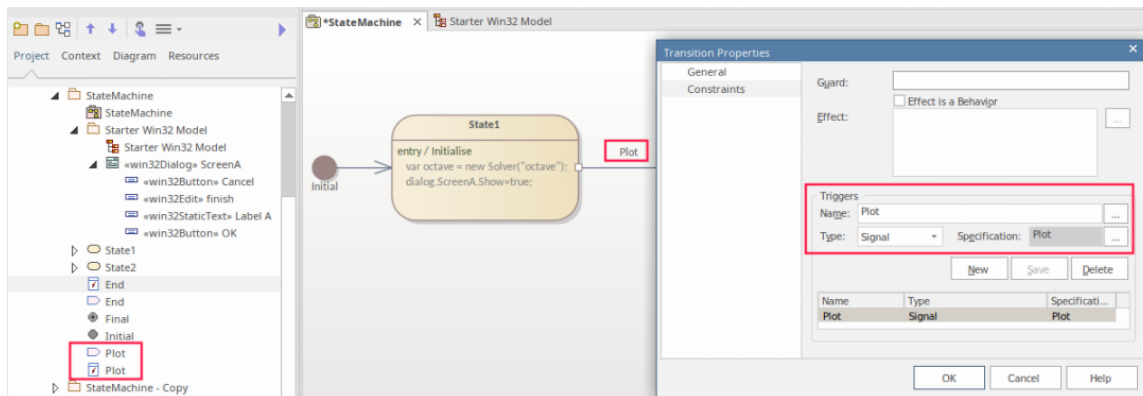 *StateMachine × Starter Win32 Model
Project Context Diagram Resources
StateMachine
StateMachine
Starter Win32 Model
Starter Win32 Model
«win32Dialog» ScreenA
«win32Button» Cancel
«win32Edit» finish
«win32StaticText» Label A
«win32Button» OK
State1
State2
End
End
Final
Initial
Plot
Plot
StateMachine - Copy
Initial
State1
entry / Initialise
var octave = new Solver("octave");
dialog.ScreenA.Show=true;
Plot
Transition Properties ×
General
Constraints
Guard:
Effect is a Behavior
Effect:
...
Triggers
Name: Plot ...
Type: Signal Specification: Plot ...
New Save Delete
Name Type Specificati...
Plot Signal Plot
OK Cancel Help